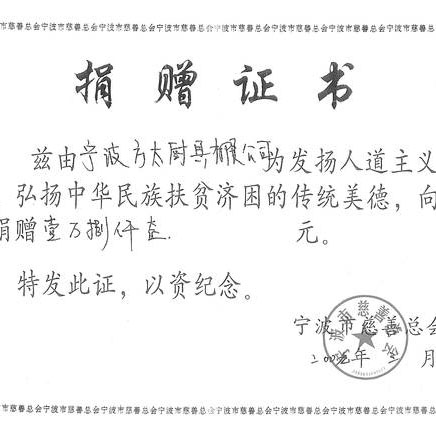 市慈善总会宁波市慈善总会宁波市慈善总会宁波市慈善总会宁波市慈善总会宁波市慈善总
捐赠证书
兹由宁波方太厨具有限公司为发扬人道主义
弘扬中华民族扶贫济困的传统美德，向
捐赠壹万捌仟 元。
特发此证，以资纪念。
宁波市慈善总会
年 月
宁波市慈善总会
市慈善总会宁波市慈善总会宁波市慈善总会宁波市慈善总会宁波市慈善总会宁波市慈善总